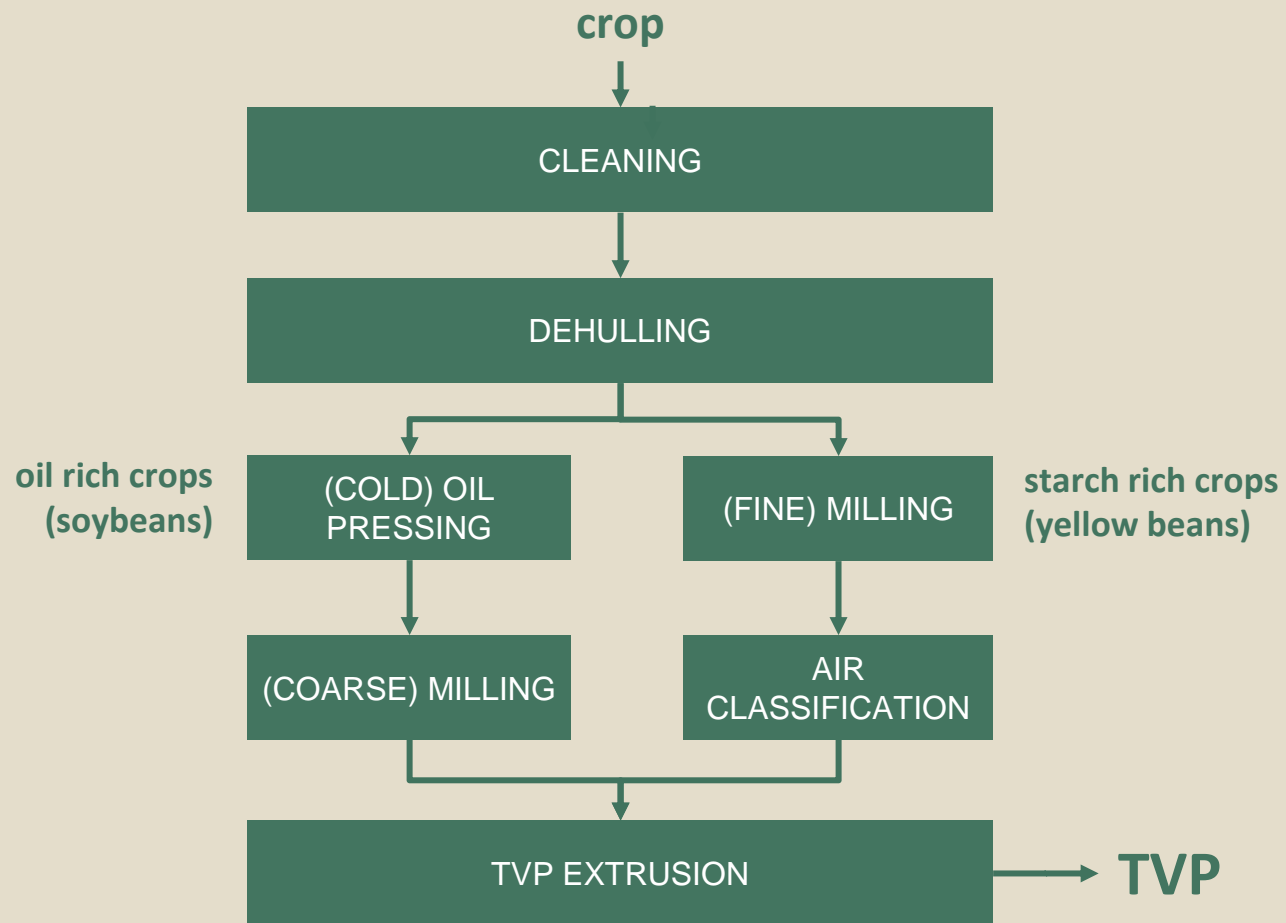 crop
CLEANING
DEHULLING
oil rich crops
(soybeans)
(COLD) OIL
PRESSING
(FINE) MILLING
starch rich crops
(yellow beans)
(COARSE) MILLING
AIR
CLASSIFICATION
TVP EXTRUSION
TVP